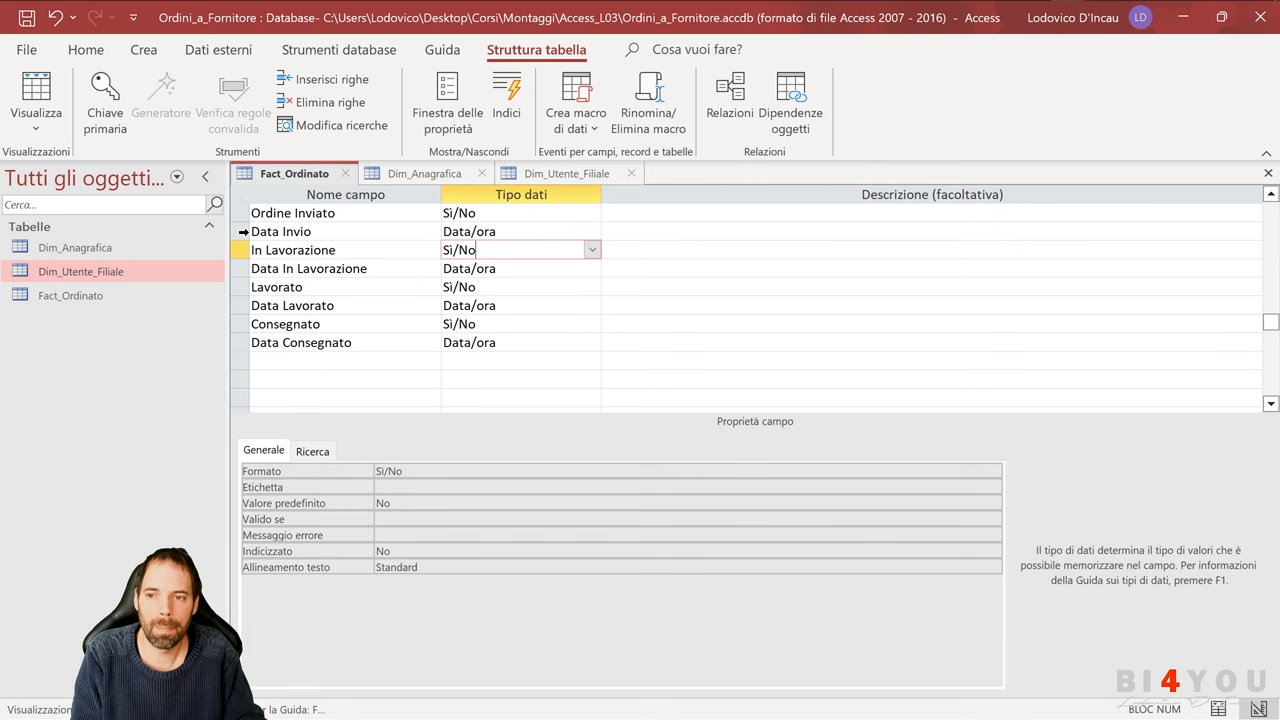 Ordini_a_Fornitore : Database- C:\Users\Lodovico\Desktop\Corsi\Montaggi\Access_L03\Ordini_a_Fornitore.accdb (formato di file Access 2007 - 2016) - Access
Lodovico D'Incau
LD
File
Home
Crea
Dati esterni
Strumenti database
Guida
Struttura tabella
Cosa vuoi fare?
Visualizza
Chiave primaria
Generatore
Verifica regole convalida
Inserisci righe
Elimina righe
Modifica ricerche
Finestra delle proprietà
Indici
Crea macro di dati
Rinomina/ Elimina macro
Relazioni
Dipendenze oggetti
Visualizzazioni
Strumenti
Mostra/Nascondi
Eventi per campi, record e tabelle
Relazioni
Tutti gli oggetti...
Cerca...
Tabelle
Dim_Anagrafica
Dim_Utente_Filiale
Fact_Ordinato
Fact_Ordinato
Dim_Anagrafica
Dim_Utente_Filiale
Nome campo Tipo dati Descrizione (facoltativa)
Ordine Inviato Sì/No
Data Invio Data/ora
In Lavorazione Sì/No
Data In Lavorazione Data/ora
Lavorato Sì/No
Data Lavorato Data/ora
Consegnato Sì/No
Data Consegnato Data/ora
Proprietà campo
Generale Ricerca
Formato Sì/No
Etichetta
Valore predefinito No
Valido se
Messaggio errore
Indicizzato No
Allineamento testo Standard
Il tipo di dati determina il tipo di valori che è
possibile memorizzare nel campo. Per informazioni
della Guida sui tipi di dati, premere F1.
BI4YOU
r la Guida: F...
BLOC NUM